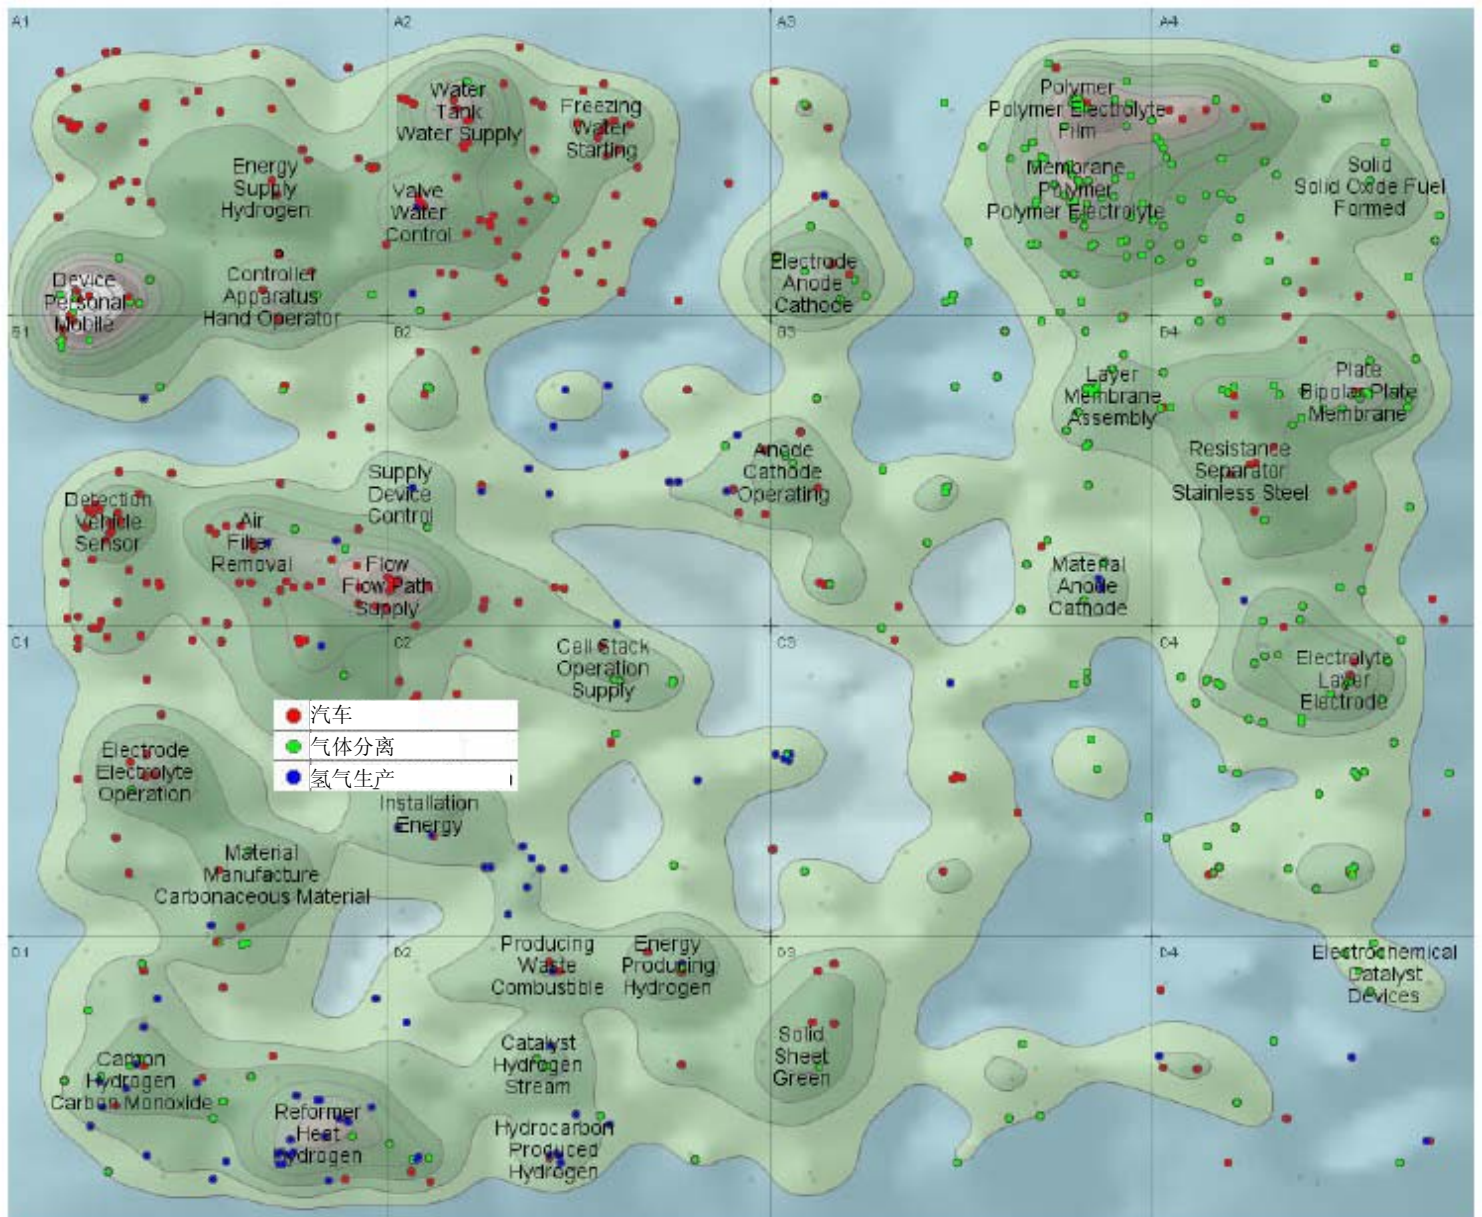 A1
A2
A3
A4
Water
Tank
Water Supply
Freezing
Water
Starting
Polymer
Polymer Electrolyte
Film
Energy
Supply
Hydrogen
Valve
Water
Control
Membrane
Polymer
Polymer Electrolyte
Solid
Solid Oxide Fuel
Formed
Device
Personal
Mobile
Controller
Apparatus
Hand Operator
Electrode
Anode
Cathode
B1
B2
B3
B4
Layer
Membrane
Assembly
Plate
Bipolar Plate
Membrane
Supply
Device
Control
Anode
Cathode
Operating
Resistance
Separator
Stainless Steel
Detection
Vehicle
Sensor
Air
Filter
Removal
Flow
Flow Path
Supply
Material
Anode
Cathode
C1
C2
C3
C4
Cell Stack
Operation
Supply
Electrolyte
Layer
Electrode
汽车
气体分离
氢气生产
Electrode
Electrolyte
Operation
Installation
Energy
Material
Manufacture
Carbonaceous Material
D1
D2
D3
D4
Producing
Waste
Combustible
Energy
Producing
Hydrogen
Electrochemical
Catalyst
Devices
Carbon
Hydrogen
Carbon Monoxide
Catalyst
Hydrogen
Stream
Solid
Sheet
Green
Reformer
Heat
Hydrogen
Hydrocarbon
Produced
Hydrogen